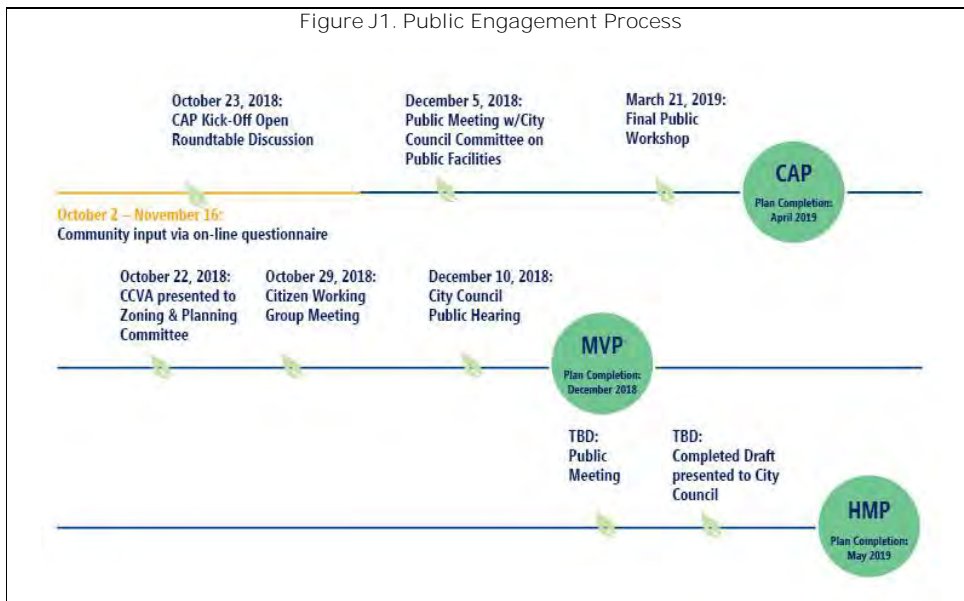 Figure J1. Public Engagement Process
October 23, 2018:
CAP Kick-Off Open
Roundtable Discussion
December 5, 2018:
Public Meeting w/City
Council Committee on
Public Facilities
March 21, 2019:
Final Public
Workshop
CAP
Plan Completion:
April 2019
October 2 – November 16:
Community input via on-line questionnaire
October 22, 2018:
CCVA presented to
Zoning & Planning
Committee
October 29, 2018:
Citizen Working
Group Meeting
December 10, 2018:
City Council
Public Hearing
MVP
Plan Completion:
December 2018
TBD:
Public
Meeting
TBD:
Completed Draft
presented to City
Council
HMP
Plan Completion:
May 2019